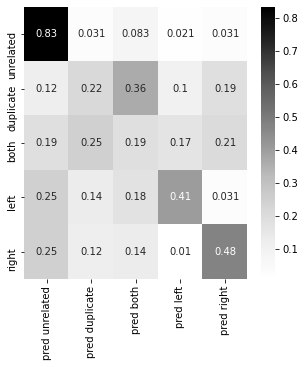 unrelated 0.83 0.031 0.083 0.021 0.031
duplicate 0.12 0.22 0.36 0.1 0.19
both 0.19 0.25 0.19 0.17 0.21
left 0.25 0.14 0.18 0.41 0.031
right 0.25 0.12 0.14 0.01 0.48
pred unrelated
pred duplicate
pred both
pred left
pred right
0.8
0.7
0.6
0.5
0.4
0.3
0.2
0.1